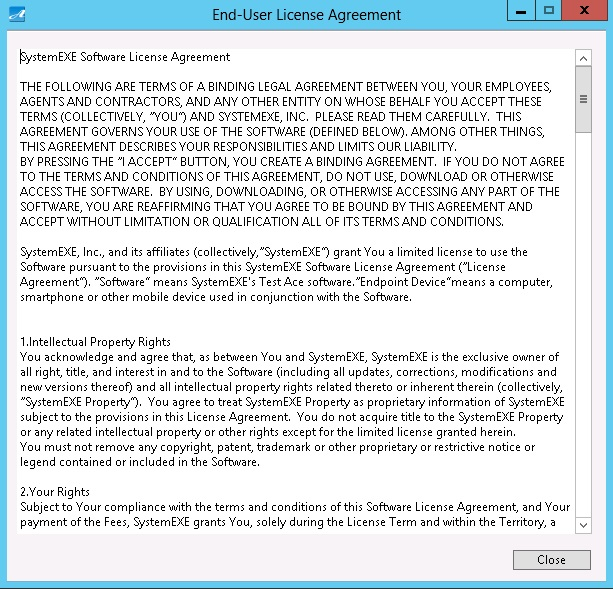 End-User License Agreement
SystemEXE Software License Agreement
THE FOLLOWING ARE TERMS OF A BINDING LEGAL AGREEMENT BETWEEN YOU, YOUR EMPLOYEES,
AGENTS AND CONTRACTORS, AND ANY OTHER ENTITY ON WHOSE BEHALF YOU ACCEPT THESE
TERMS (COLLECTIVELY, "YOU") AND SYSTEMEXE, INC.  PLEASE READ THEM CAREFULLY.  THIS
AGREEMENT GOVERNS YOUR USE OF THE SOFTWARE (DEFINED BELOW). AMONG OTHER THINGS,
THIS AGREEMENT DESCRIBES YOUR RESPONSIBILITIES AND LIMITS OUR LIABILITY.
BY PRESSING THE "I ACCEPT" BUTTON, YOU CREATE A BINDING AGREEMENT.  IF YOU DO NOT AGREE
TO THE TERMS AND CONDITIONS OF THIS AGREEMENT, DO NOT USE, DOWNLOAD OR OTHERWISE
ACCESS THE SOFTWARE.  BY USING, DOWNLOADING, OR OTHERWISE ACCESSING ANY PART OF THE
SOFTWARE, YOU ARE REAFFIRMING THAT YOU AGREE TO BE BOUND BY THIS AGREEMENT AND
ACCEPT WITHOUT LIMITATION OR QUALIFICATION ALL OF ITS TERMS AND CONDITIONS.
SystemEXE, Inc., and its affiliates (collectively,"SystemEXE") grant You a limited license to use the
Software pursuant to the provisions in this SystemEXE Software License Agreement ("License
Agreement"). "Software" means SystemEXE's Test Ace software."Endpoint Device"means a computer,
smartphone or other mobile device used in conjunction with the Software.
1.Intellectual Property Rights
You acknowledge and agree that, as between You and SystemEXE, SystemEXE is the exclusive owner of
all right, title, and interest in and to the Software (including all updates, corrections, modifications and
new versions thereof) and all intellectual property rights related thereto or inherent therein (collectively,
"SystemEXE Property").  You agree to treat SystemEXE Property as proprietary information of SystemEXE
subject to the provisions in this License Agreement.  You do not acquire title to the SystemEXE Property
or any related intellectual property or other rights except for the limited license granted herein.
You must not remove any copyright, patent, trademark or other proprietary or restrictive notice or
legend contained or included in the Software.
2.Your Rights
Subject to Your compliance with the terms and conditions of this Software License Agreement, and Your
payment of the Fees, SystemEXE grants You, solely during the License Term and within the Territory, a
Close